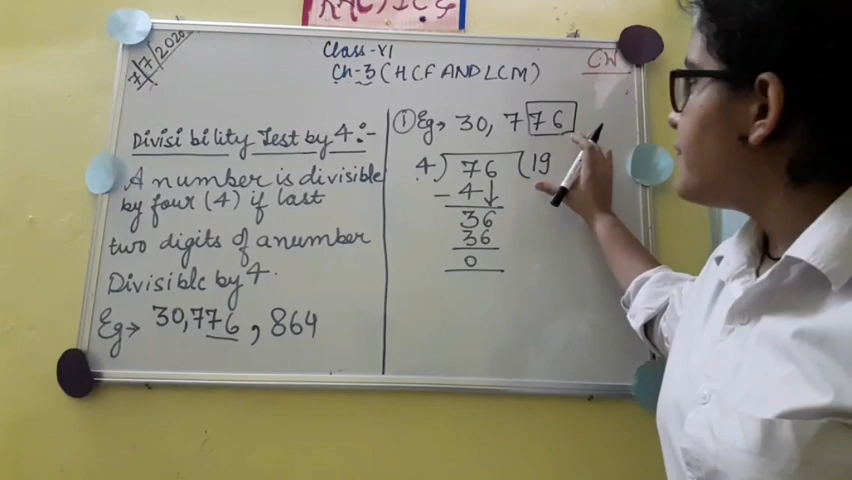 7/7/2020
Class-VI
Ch-3 (HCF AND LCM)
C.W
Divisibility Test by 4:-
A number is divisible
by four (4) if last
two digits of a number
Divisible by 4.
Eg→ 30,776, 864
① Eg→ 30,776
4) 76 (19
- 4↓
36
36
0